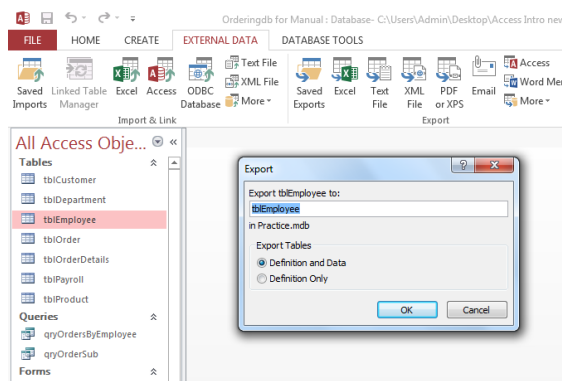 Orderingdb for Manual : Database- C:\Users\Admin\Desktop\Access Intro new
FILE HOME CREATE EXTERNAL DATA DATABASE TOOLS
Saved Imports
Linked Table Manager
Excel
Access
ODBC Database
Text File
XML File
More
Import & Link
Saved Exports
Excel
Text File
XML File
PDF or XPS
Email
Access
Word Mer
More
Export
All Access Obje...
Tables
tblCustomer
tblDepartment
tblEmployee
tblOrder
tblOrderDetails
tblPayroll
tblProduct
Queries
qryOrdersByEmployee
qryOrderSub
Forms
Export
Export tblEmployee to:
tblEmployee
in Practice.mdb
Export Tables
Definition and Data
Definition Only
OK Cancel